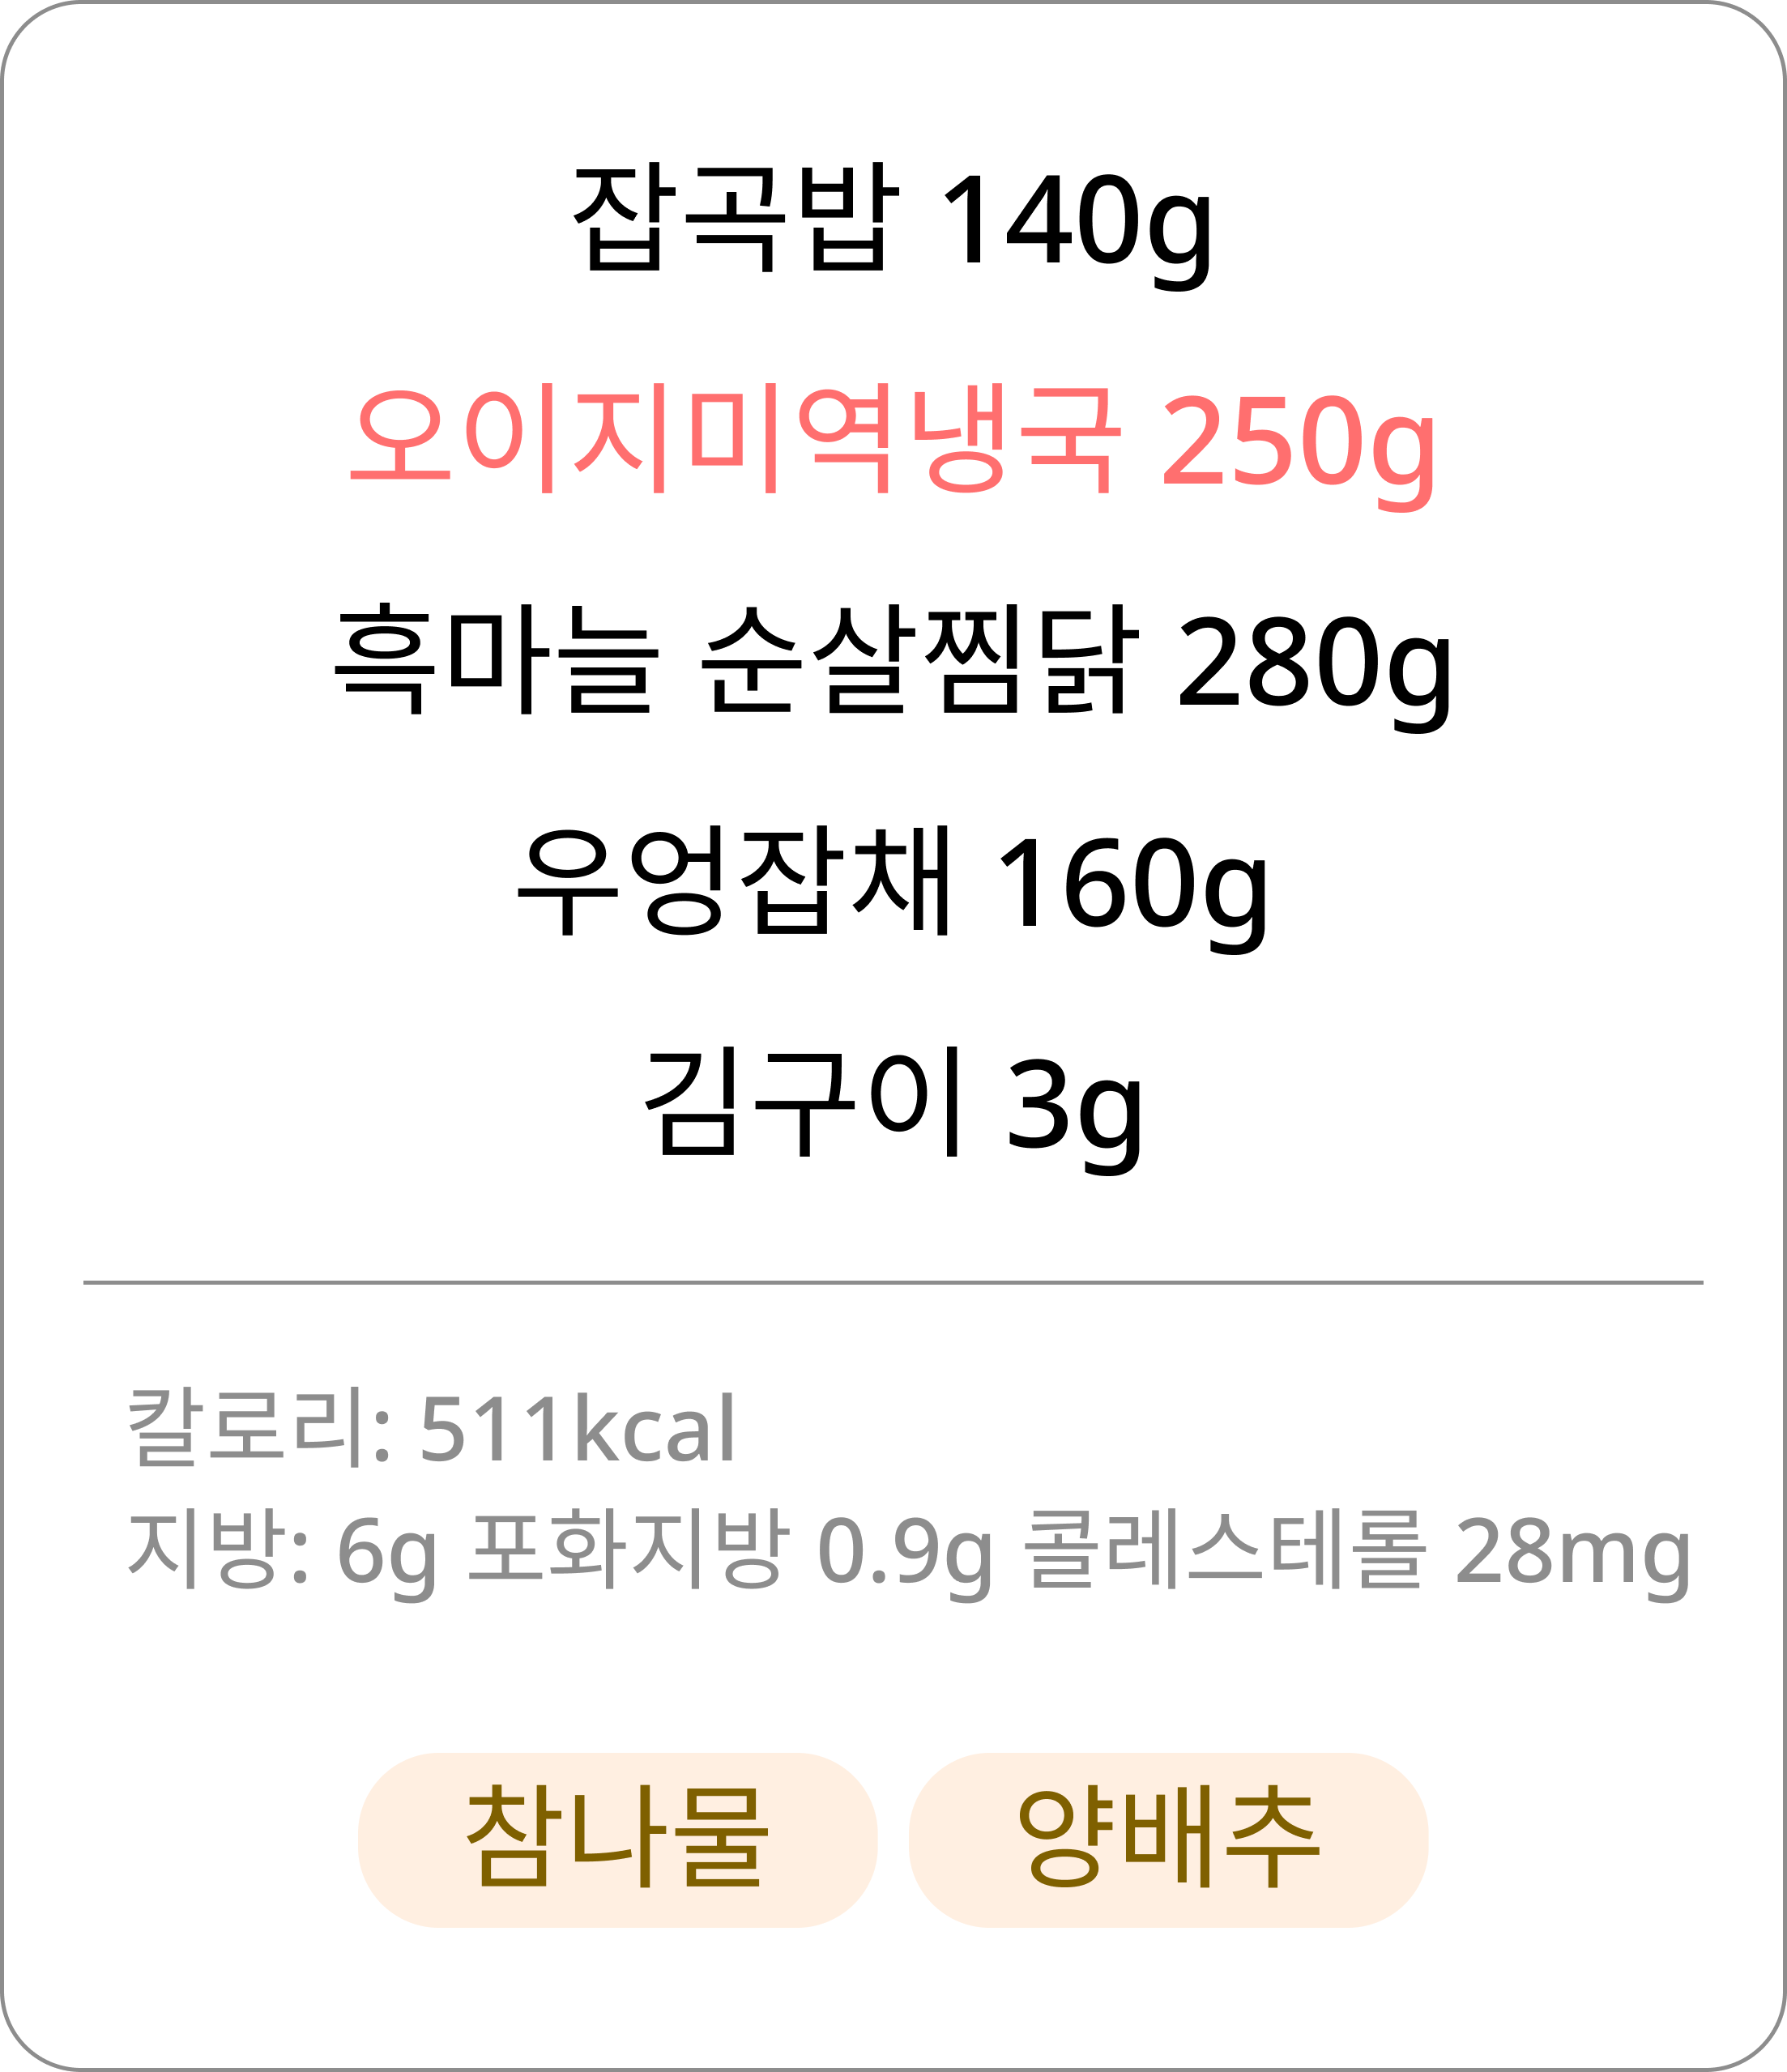 잡곡밥 140g
오이지미역냉국 250g
흑마늘 순살찜닭 280g
우엉잡채 160g
김구이 3g
칼로리: 511kcal
지방: 6g 포화지방 0.9g 콜레스테롤 28mg
참나물 양배추